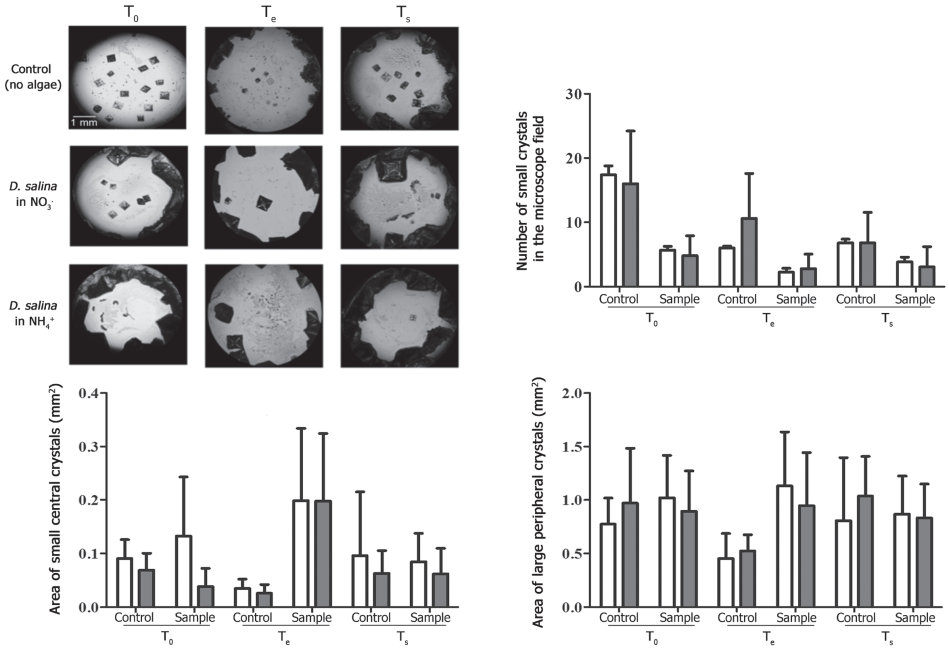 T0 Te Ts
Control
(no algae)
1 mm
D. salina
in NO3-
D. salina
in NH4+
Number of small crystals
in the microscope field
30
20
10
0
Control Sample Control Sample Control Sample
T0 Te Ts
Area of small central crystals (mm2)
0.4
0.3
0.2
0.1
0.0
Control Sample Control Sample Control Sample
T0 Te Ts
Area of large peripheral crystals (mm2)
2.0
1.5
1.0
0.5
0.0
Control Sample Control Sample Control Sample
T0 Te Ts